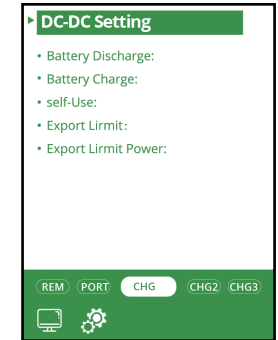 DC-DC Setting
• Battery Discharge:
• Battery Charge:
• self-Use:
• Export Lirmit:
• Export Lirmit Power:
REM PORT CHG CHG2 CHG3